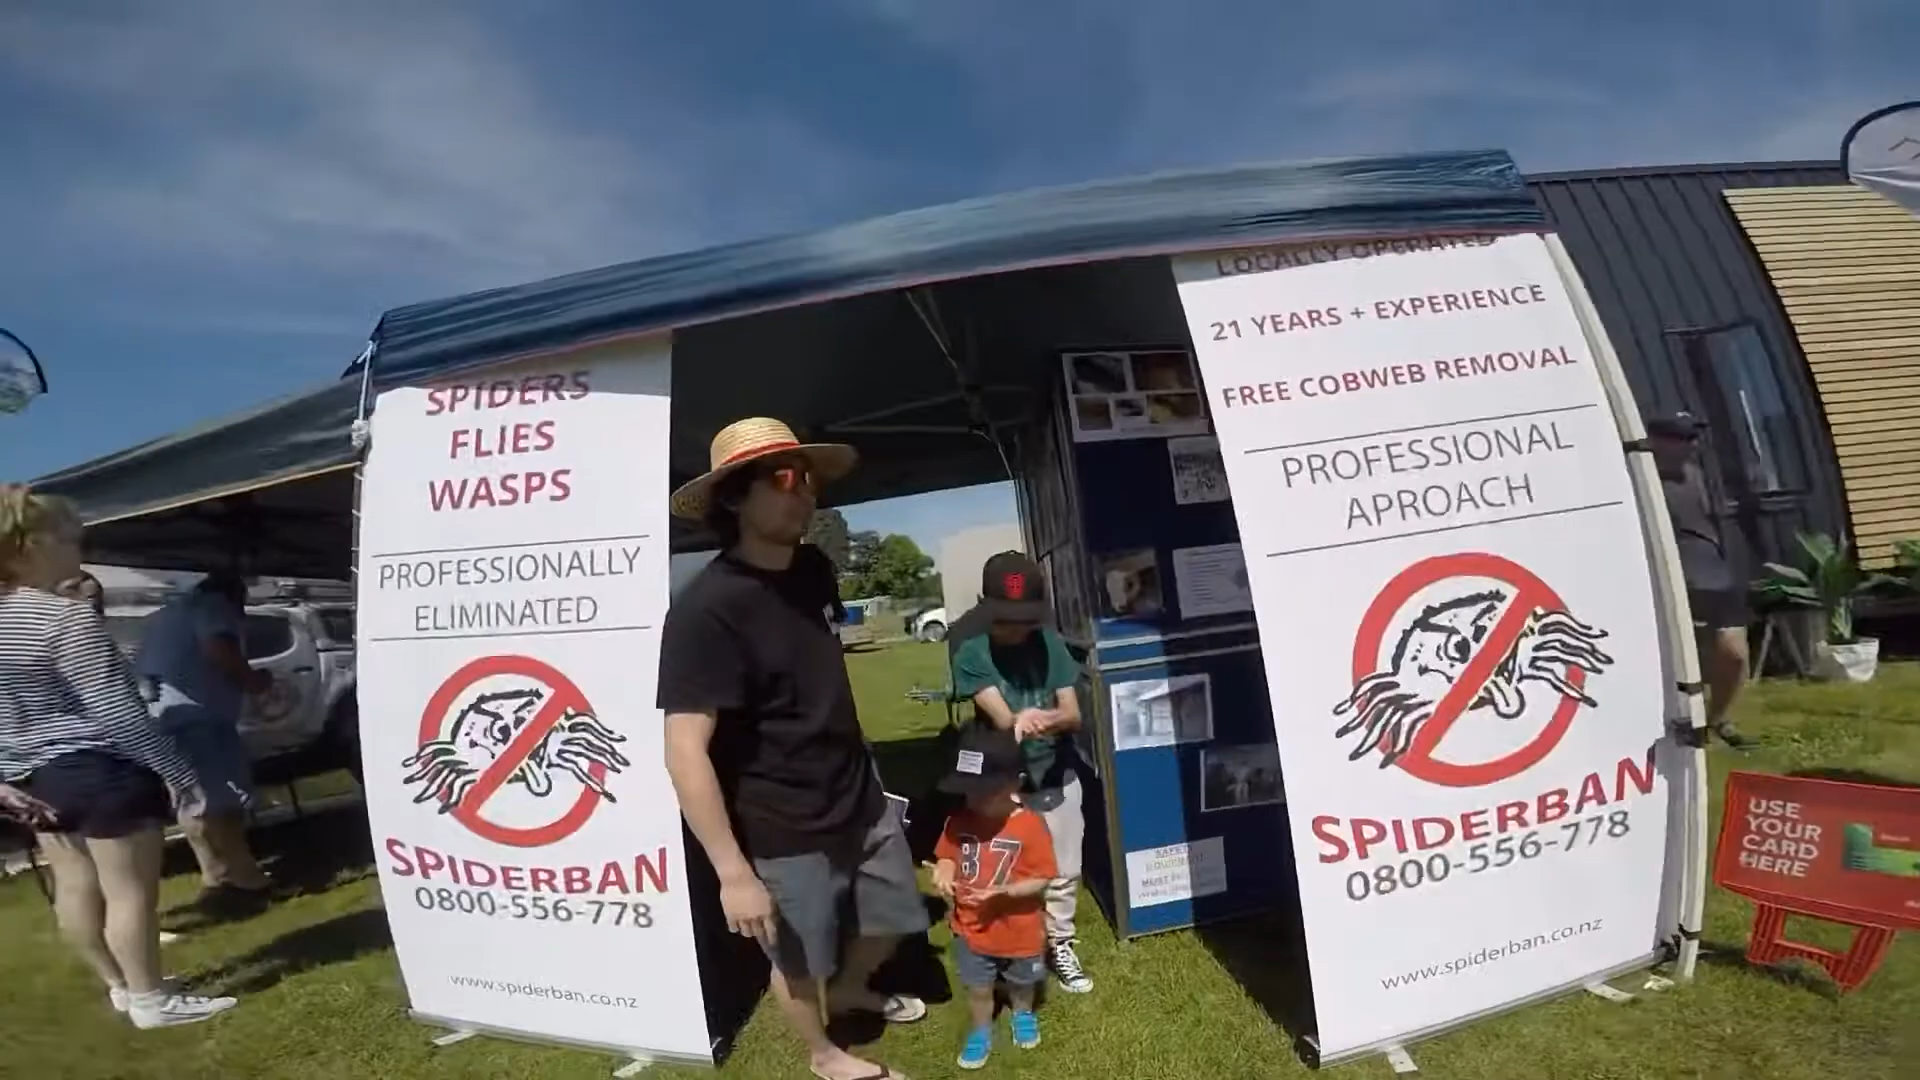 SPIDERS
FLIES
WASPS
PROFESSIONALLY
ELIMINATED
SPIDERBAN
0800-556-778
www.spiderban.co.nz
87
LOCALLY OPERATED
21 YEARS + EXPERIENCE
FREE COBWEB REMOVAL
PROFESSIONAL
APROACH
SPIDERBAN
0800-556-778
www.spiderban.co.nz
USE
YOUR
CARD
HERE